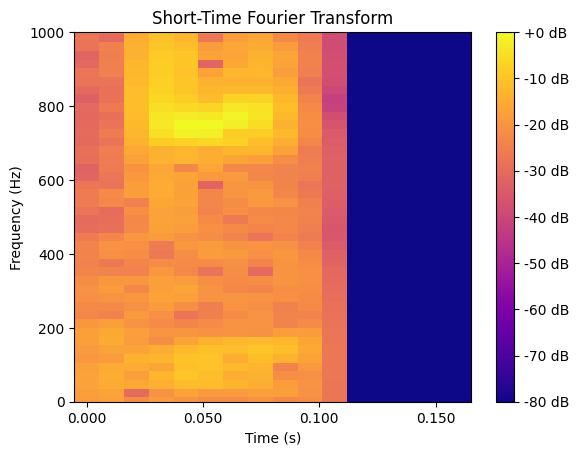 Short-Time Fourier Transform
1000
800
600
400
200
0
Frequency (Hz)
0.000
0.050
0.100
0.150
Time (s)
+0 dB
-10 dB
-20 dB
-30 dB
-40 dB
-50 dB
-60 dB
-70 dB
-80 dB